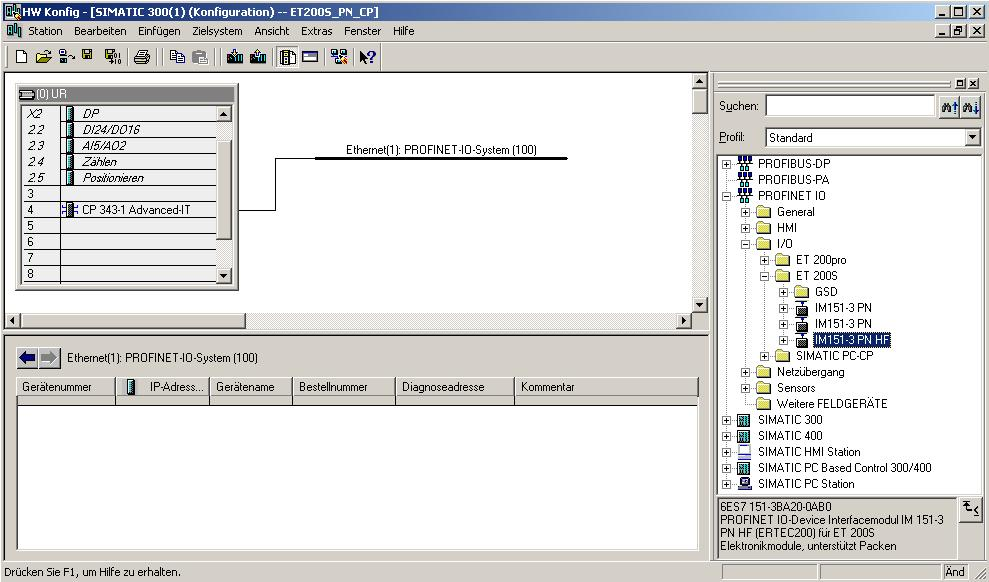 HW Konfig - [SIMATIC 300(1) (Konfiguration) -- ET200S_PN_CP]
Station Bearbeiten Einfügen Zielsystem Ansicht Extras Fenster Hilfe
(0) UR
X2 DP
2.2 DI24/DO16
2.3 AI5/AO2
2.4 Zählen
2.5 Positionieren
3
4 CP 343-1 Advanced-IT
5
6
7
8
Ethernet(1): PROFINET-IO-System (100)
Ethernet(1): PROFINET-IO-System (100)
Gerätenummer IP-Adress... Gerätename Bestellnummer Diagnoseadresse Kommentar
Suchen:
Profil: Standard
PROFIBUS-DP
PROFIBUS-PA
PROFINET IO
General
HMI
I/O
ET 200pro
ET 200S
GSD
IM151-3 PN
IM151-3 PN
IM151-3 PN HF
SIMATIC PC-CP
Netzübergang
Sensors
Weitere FELDGERÄTE
SIMATIC 300
SIMATIC 400
SIMATIC HMI Station
SIMATIC PC Based Control 300/400
SIMATIC PC Station
6ES7 151-3BA20-0AB0
PROFINET IO-Device Interfacemodul IM 151-3
PN HF (ERTEC200) für ET 200S
Elektronikmodule, unterstützt Packen
Drücken Sie F1, um Hilfe zu erhalten.
Änd